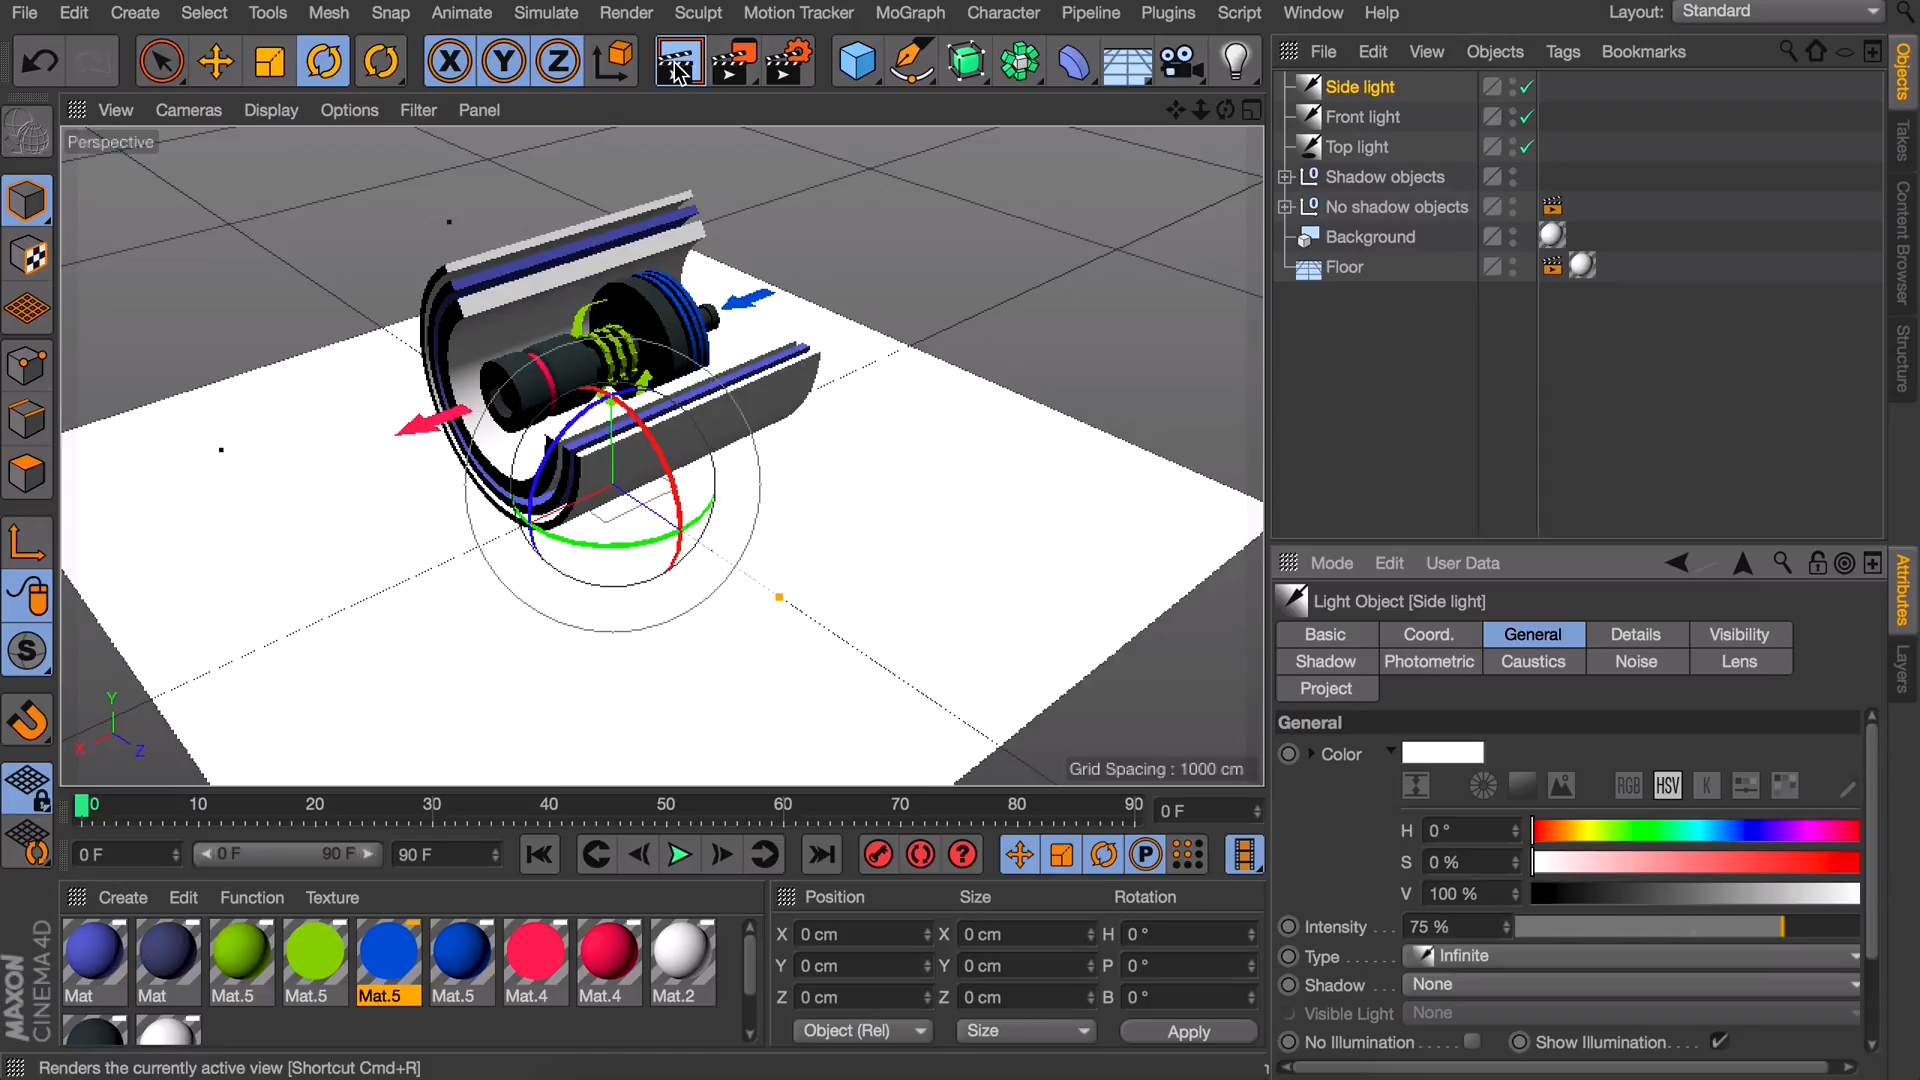 File Edit Create Select Tools Mesh Snap Animate Simulate Render Sculpt Motion Tracker MoGraph Character Pipeline Plugins Script Window Help Layout: Standard
X Y Z
File Edit View Objects Tags Bookmarks
View Cameras Display Options Filter Panel
Perspective
Side light
Front light
Top light
Shadow objects
No shadow objects
Background
Floor
Objects
Takes
Content Browser
Structure
Mode Edit User Data
Light Object [Side light]
Basic Coord. General Details Visibility
Shadow Photometric Caustics Noise Lens
Project
Attributes
Layers
General
Color
RGB HSV K
H 0 °
S 0 %
V 100 %
Intensity . . . 75 %
Type . . . . . . Infinite
Shadow . . . None
Visible Light None
No Illumination . . . . . Show Illumination. . . .
S
Y
X
Z
Grid Spacing : 1000 cm
0 10 20 30 40 50 60 70 80 90 0 F
0 F 0 F 90 F 90 F
P
Create Edit Function Texture
Mat Mat Mat.5 Mat.5 Mat.5 Mat.5 Mat.4 Mat.4 Mat.2
Position Size Rotation
X 0 cm X 0 cm H 0 °
Y 0 cm Y 0 cm P 0 °
Z 0 cm Z 0 cm B 0 °
Object (Rel) Size Apply
MAXON
CINEMA 4D
Renders the currently active view [Shortcut Cmd+R]